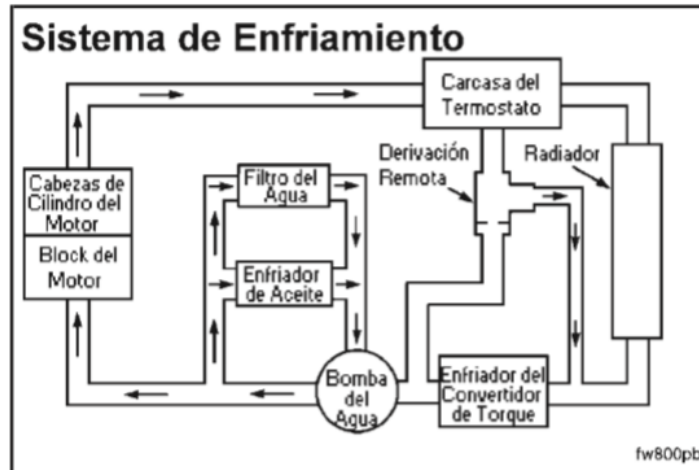 Sistema de Enfriamiento
Carcasa del
Termostato
Derivación
Remota
Radiador
Cabezas de
Cilindro del
Motor
Block del
Motor
Filtro del
Agua
Enfriador
de Aceite
Bomba
del
Agua
Enfriador del
Convertidor
de Torque
fw800pb